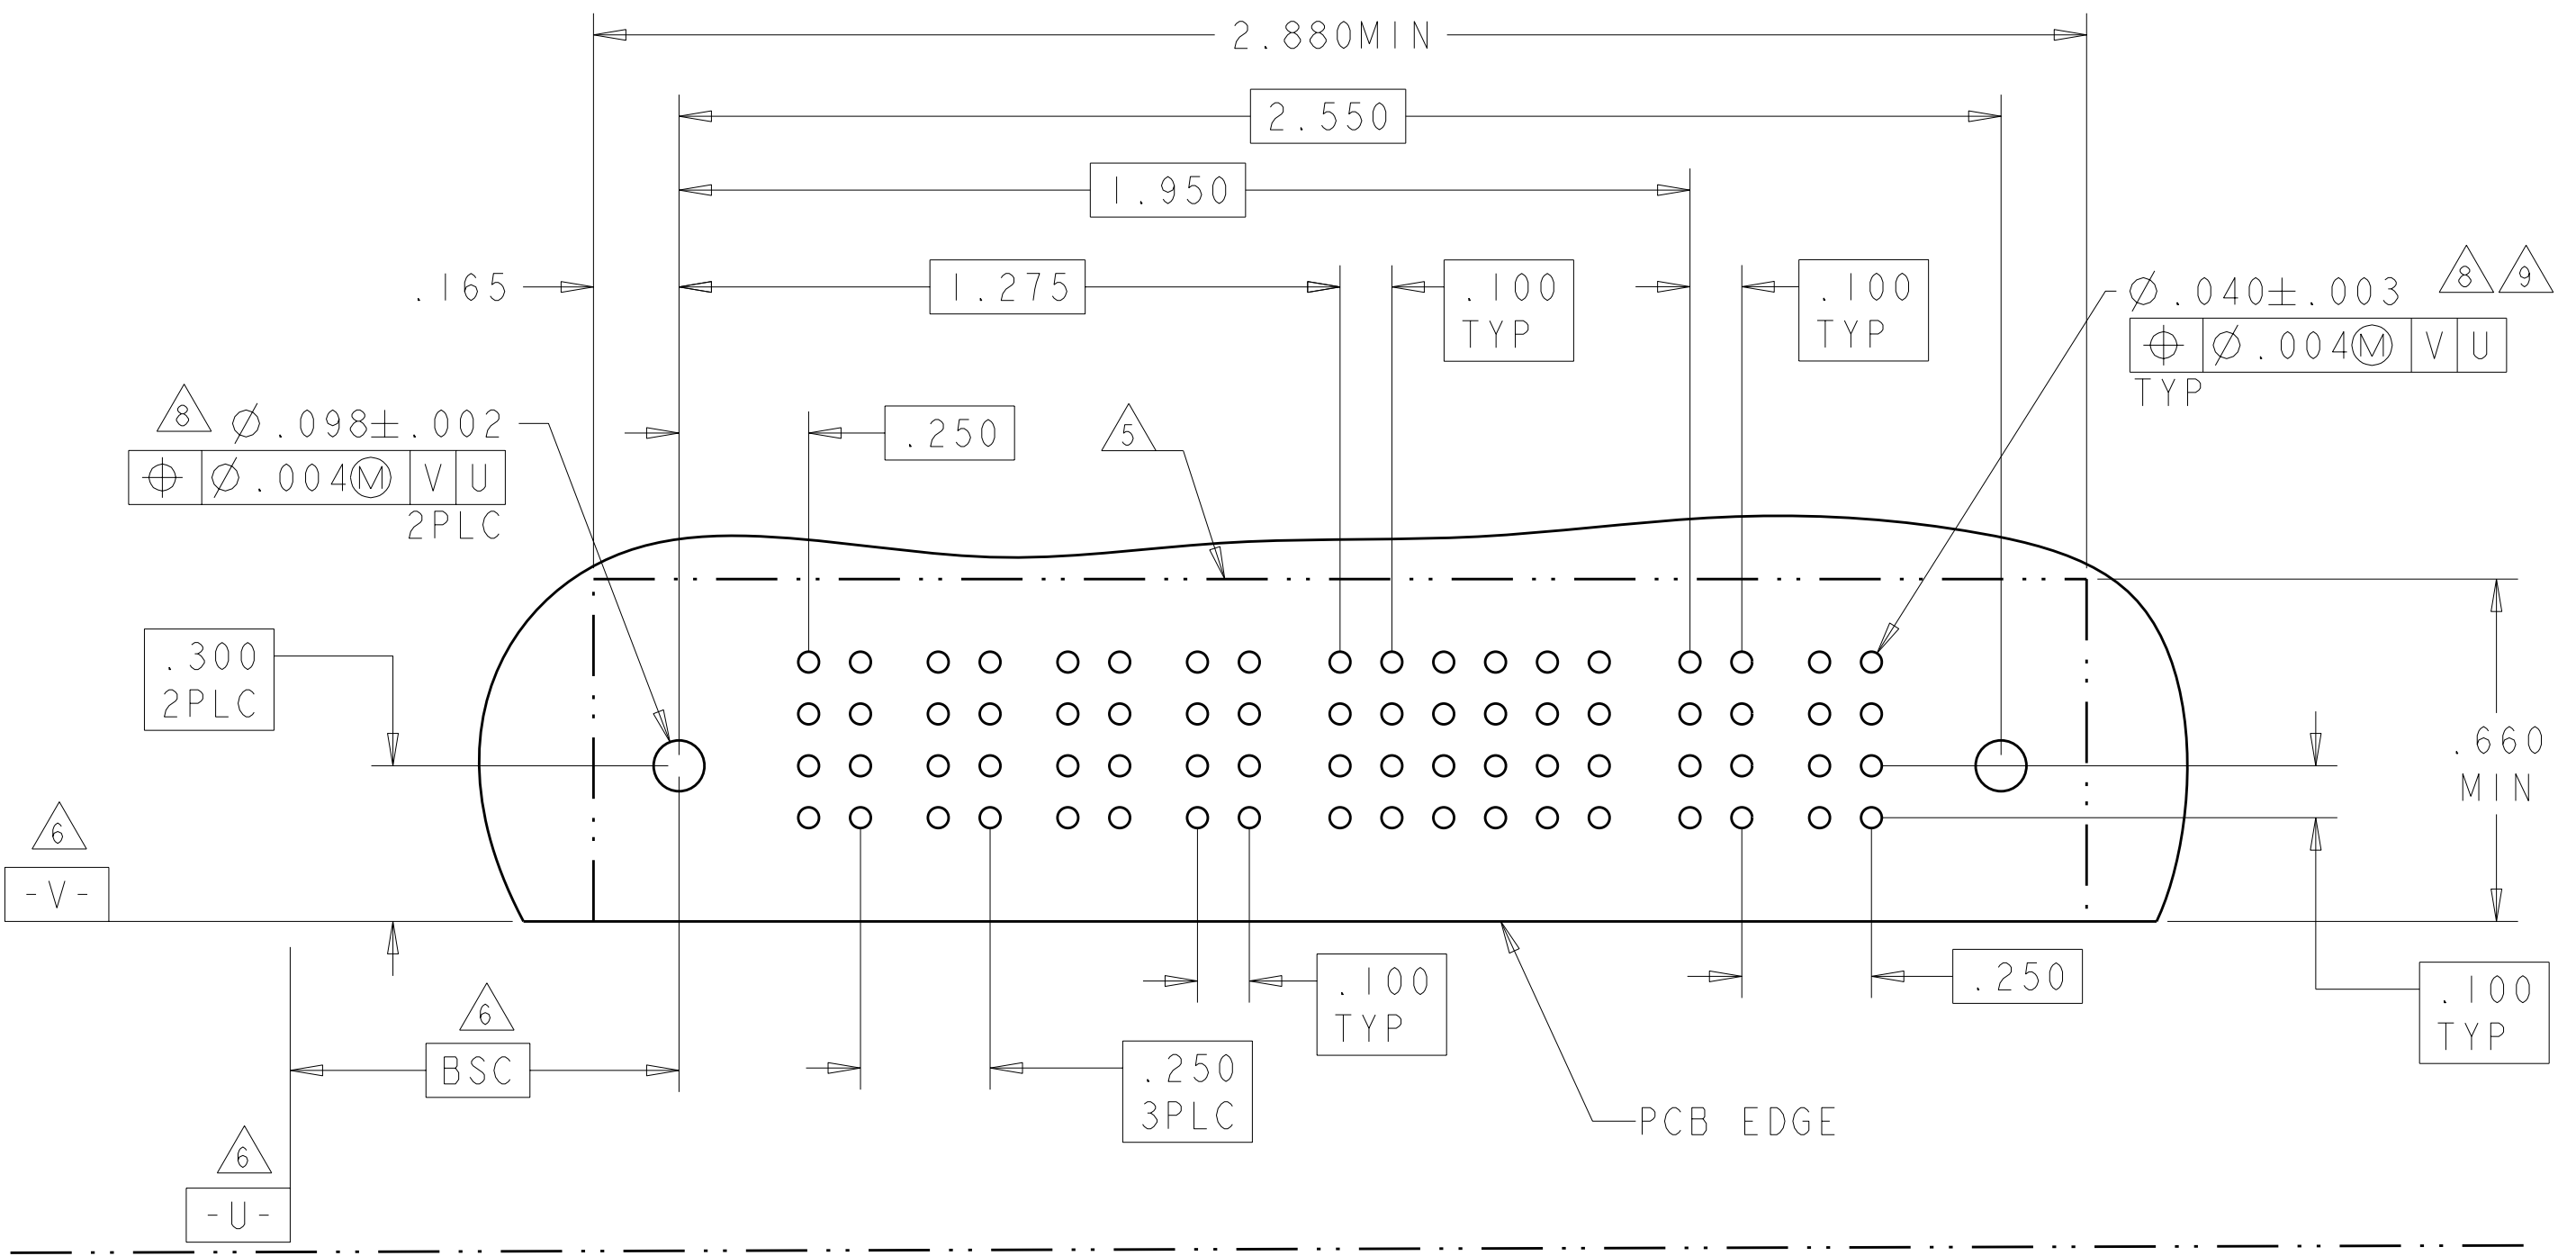 2.880MIN
2.550
1.950
.165
1.275
.100
TYP
.100
TYP
8 9
Ø.040±.003
⌖ Ø.004Ⓜ V U
TYP
8 Ø.098±.002
⌖ Ø.004Ⓜ V U
2PLC
.250
5
.300
2PLC
.660
MIN
6
-V-
.100
TYP
.250
.100
TYP
6
BSC
.250
3PLC
PCB EDGE
6
-U-